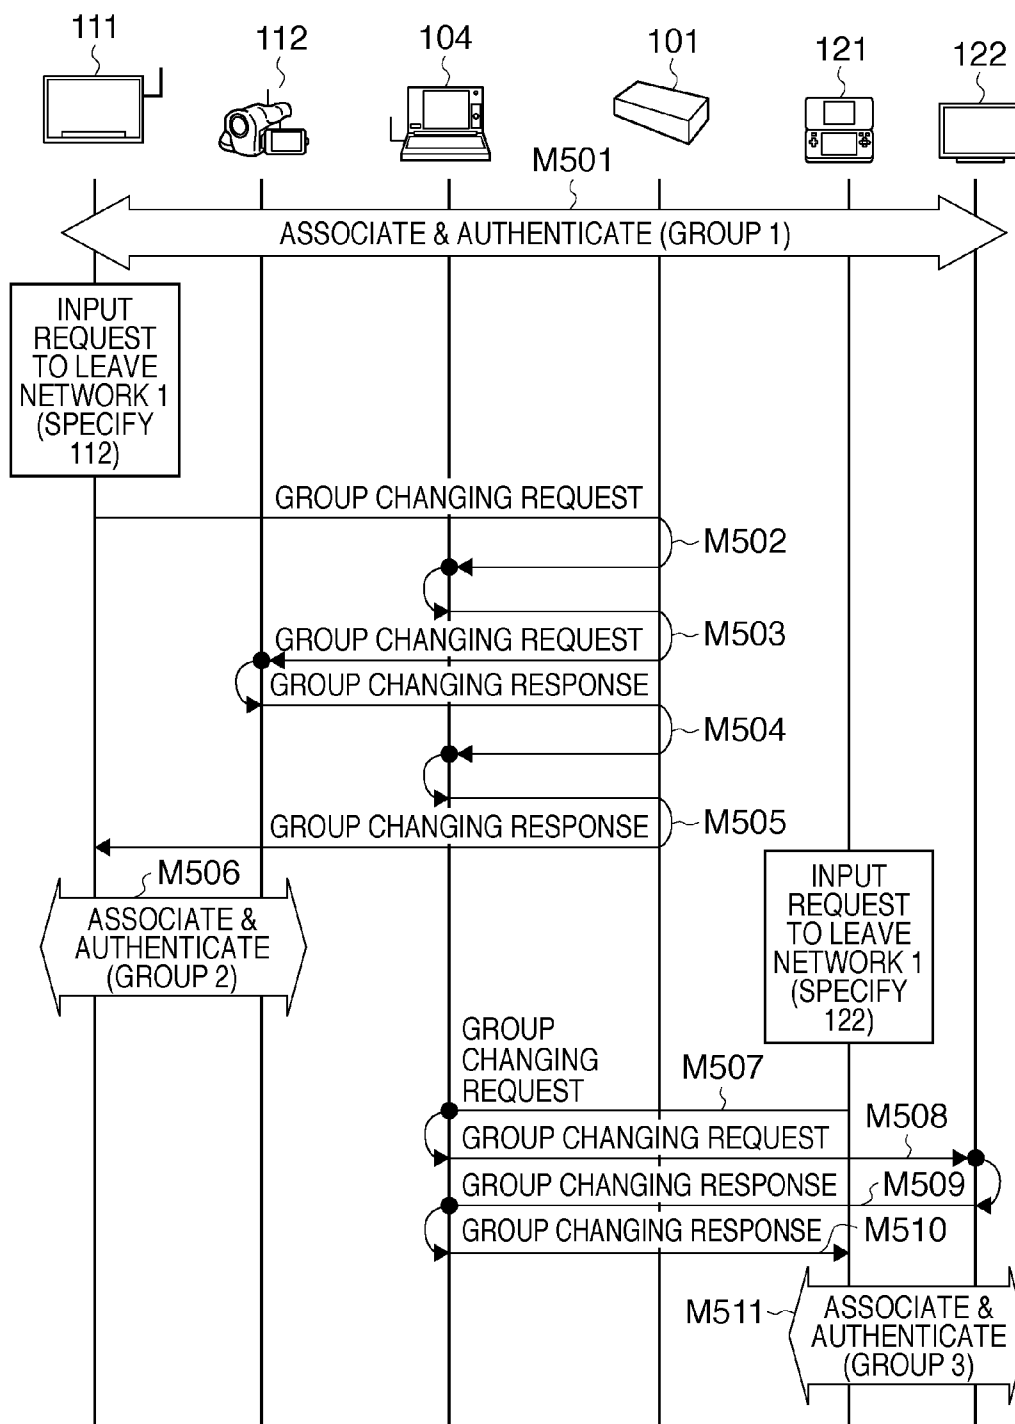 111
112
104
101
121
122
M501
ASSOCIATE & AUTHENTICATE (GROUP 1)
INPUT
REQUEST
TO LEAVE
NETWORK 1
(SPECIFY
112)
GROUP CHANGING REQUEST
M502
GROUP CHANGING REQUEST
M503
GROUP CHANGING RESPONSE
M504
GROUP CHANGING RESPONSE
M505
M506
ASSOCIATE &
AUTHENTICATE
(GROUP 2)
INPUT
REQUEST
TO LEAVE
NETWORK 1
(SPECIFY
122)
GROUP
CHANGING
REQUEST
M507
GROUP CHANGING REQUEST
M508
GROUP CHANGING RESPONSE
M509
GROUP CHANGING RESPONSE
M510
M511
ASSOCIATE &
AUTHENTICATE
(GROUP 3)